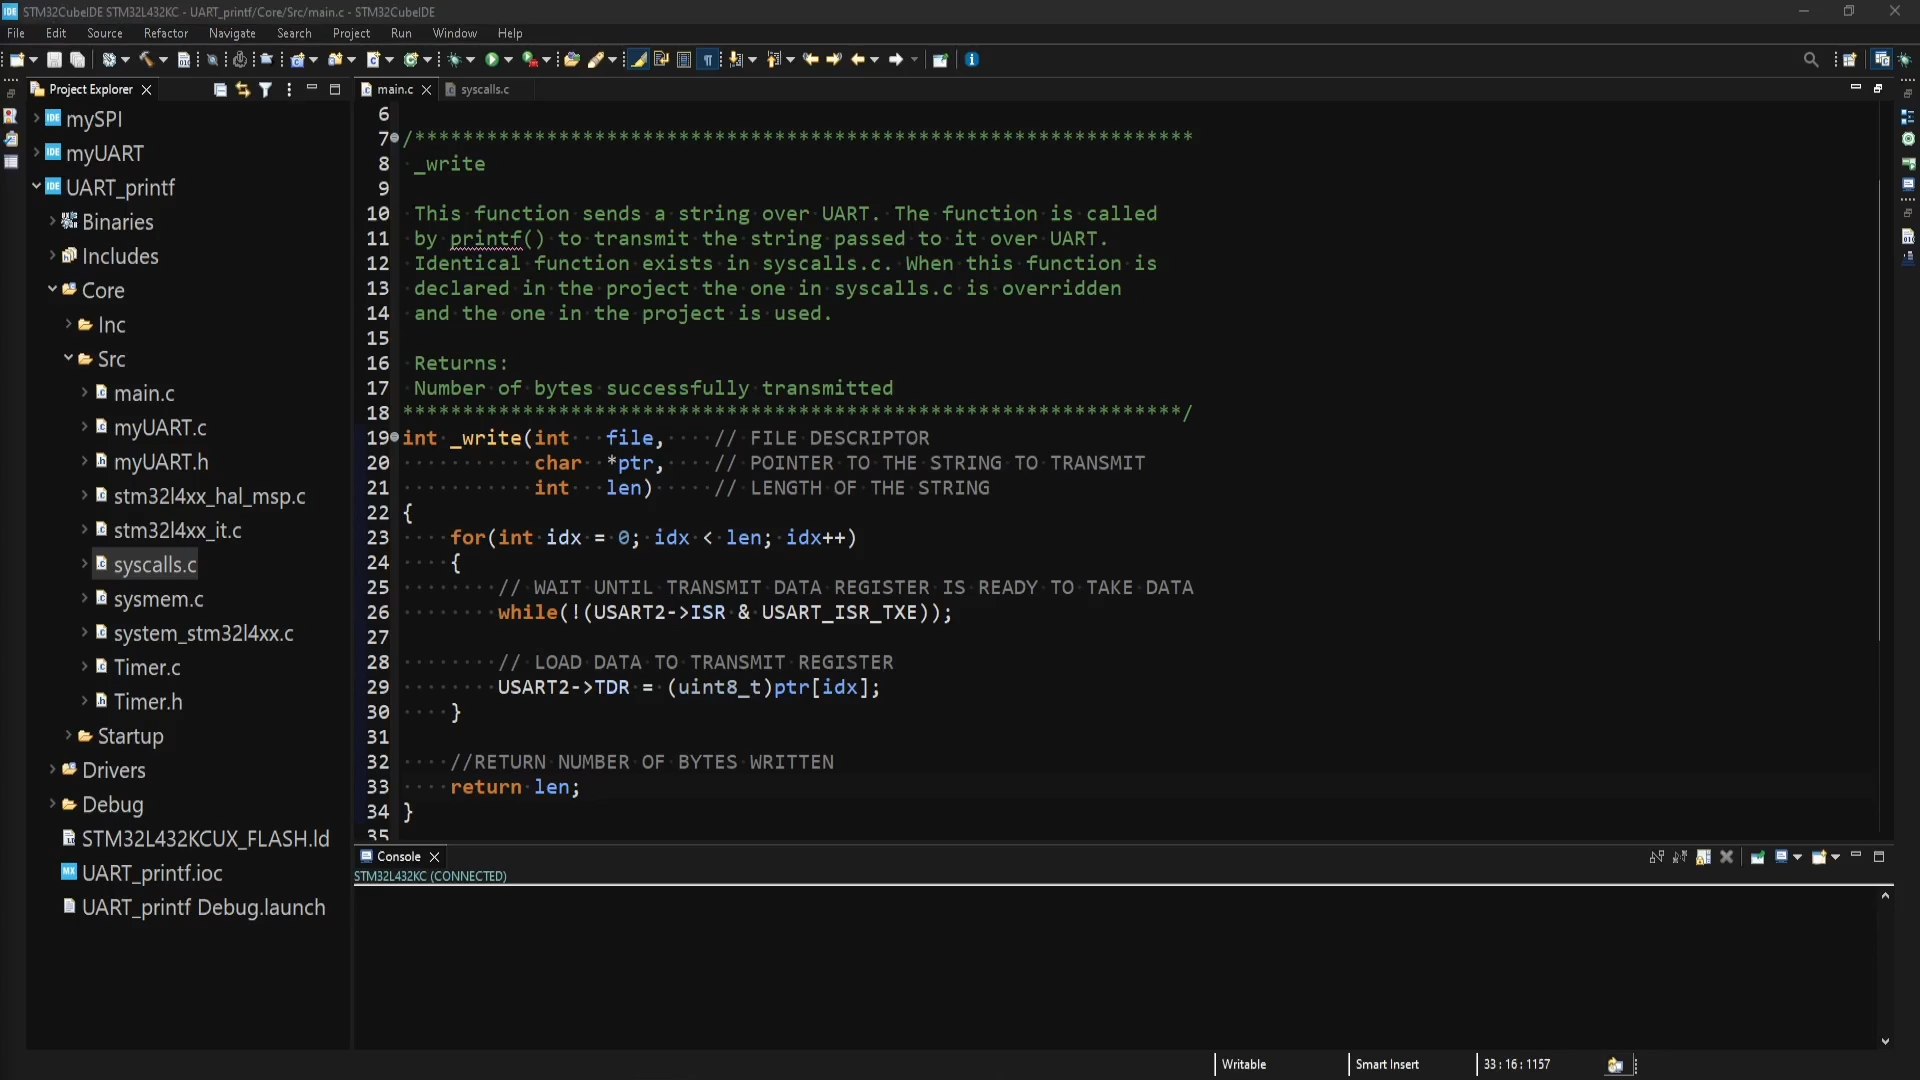 STM32CubeIDE STM32L432KC - UART_printf/Core/Src/main.c - STM32CubeIDE
File Edit Source Refactor Navigate Search Project Run Window Help
Project Explorer
main.c
syscalls.c
mySPI
myUART
UART_printf
Binaries
Includes
Core
Inc
Src
main.c
myUART.c
myUART.h
stm32l4xx_hal_msp.c
stm32l4xx_it.c
syscalls.c
sysmem.c
system_stm32l4xx.c
Timer.c
Timer.h
Startup
Drivers
Debug
STM32L432KCUX_FLASH.ld
UART_printf.ioc
UART_printf Debug.launch
6
7 /*****************************************************************
8 _write
9
10 This function sends a string over UART. The function is called
11 by printf() to transmit the string passed to it over UART.
12 Identical function exists in syscalls.c. When this function is
13 declared in the project the one in syscalls.c is overridden
14 and the one in the project is used.
15
16 Returns:
17 Number of bytes successfully transmitted
18 *****************************************************************/
19 int _write(int file, // FILE DESCRIPTOR
20 char *ptr, // POINTER TO THE STRING TO TRANSMIT
21 int len) // LENGTH OF THE STRING
22 {
23 for(int idx = 0; idx < len; idx++)
24 {
25 // WAIT UNTIL TRANSMIT DATA REGISTER IS READY TO TAKE DATA
26 while(!(USART2->ISR & USART_ISR_TXE));
27
28 // LOAD DATA TO TRANSMIT REGISTER
29 USART2->TDR = (uint8_t)ptr[idx];
30 }
31
32 //RETURN NUMBER OF BYTES WRITTEN
33 return len;
34 }
35
Console
STM32L432KC (CONNECTED)
Writable
Smart Insert
33 : 16 : 1157